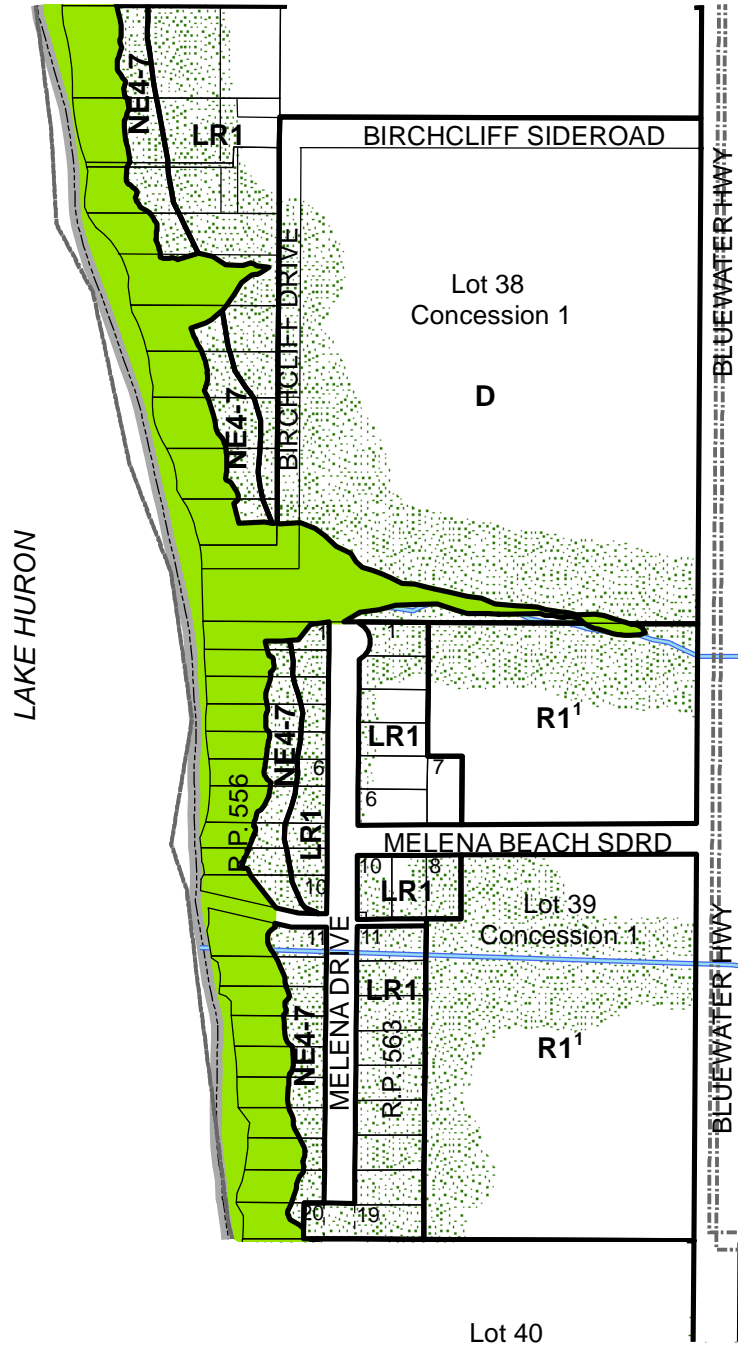 NE4-7
LR1
BIRCHCLIFF SIDEROAD
BLUEWATER HWY
BIRCHCLIFF DRIVE
Lot 38
Concession 1
D
NE4-7
LAKE HURON
1
1
NE4-7
LR1
R1¹
6
7
6
R.P. 556
LR1
MELENA BEACH SDRD
10
8
LR1
10
Lot 39
Concession 1
11
11
MELENA DRIVE
LR1
NE4-7
R.P. 563
R1¹
BLUEWATER HWY
20
19
Lot 40